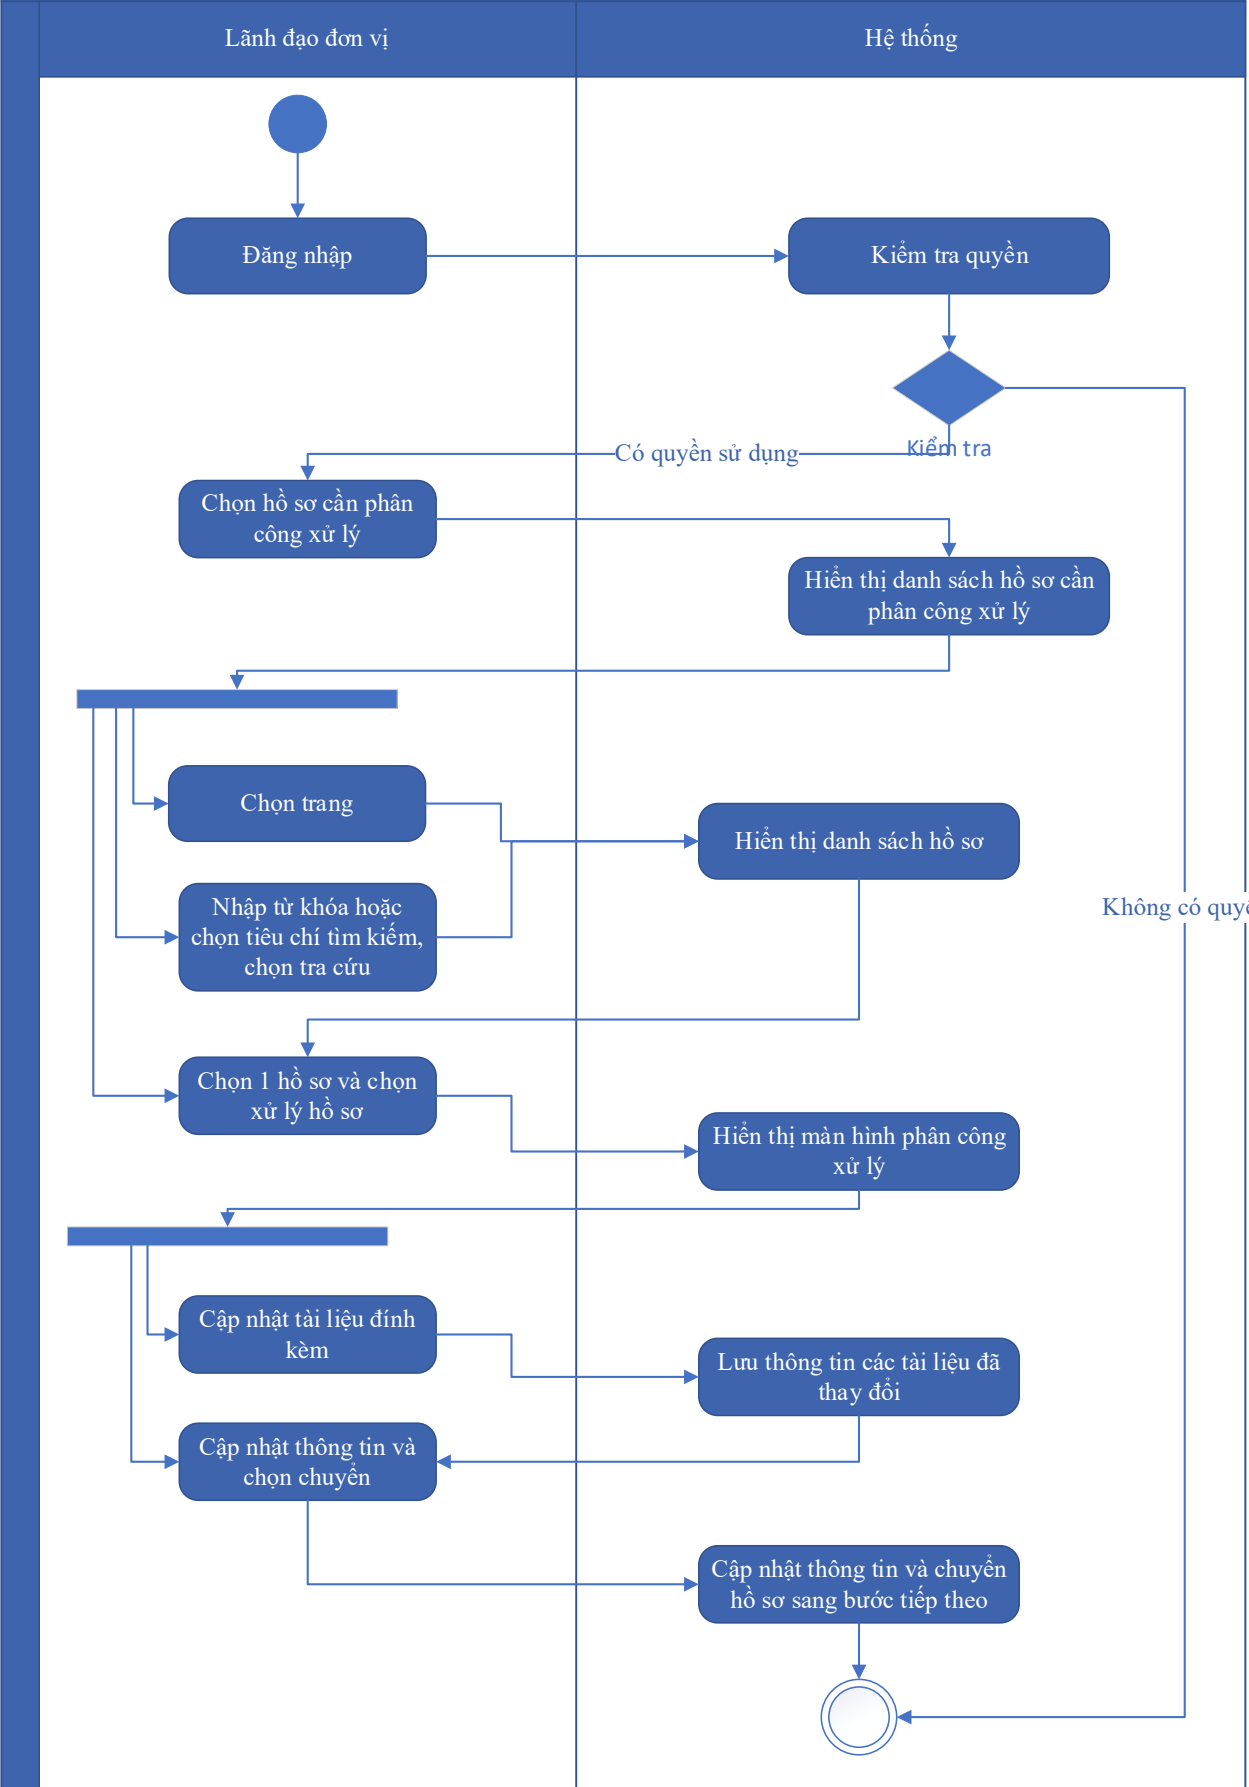 Lãnh đạo đơn vị
Hệ thống
Đăng nhập
Kiểm tra quyền
Kiểm tra
Có quyền sử dụng
Chọn hồ sơ cần phân
công xử lý
Hiển thị danh sách hồ sơ cần
phân công xử lý
Chọn trang
Hiển thị danh sách hồ sơ
Nhập từ khóa hoặc
chọn tiêu chí tìm kiếm,
chọn tra cứu
Không có
Chọn 1 hồ sơ và chọn
xử lý hồ sơ
Hiển thị màn hình phân công
xử lý
Cập nhật tài liệu đính
kèm
Lưu thông tin các tài liệu đã
thay đổi
Cập nhật thông tin và
chọn chuyển
Cập nhật thông tin và chuyển
hồ sơ sang bước tiếp theo